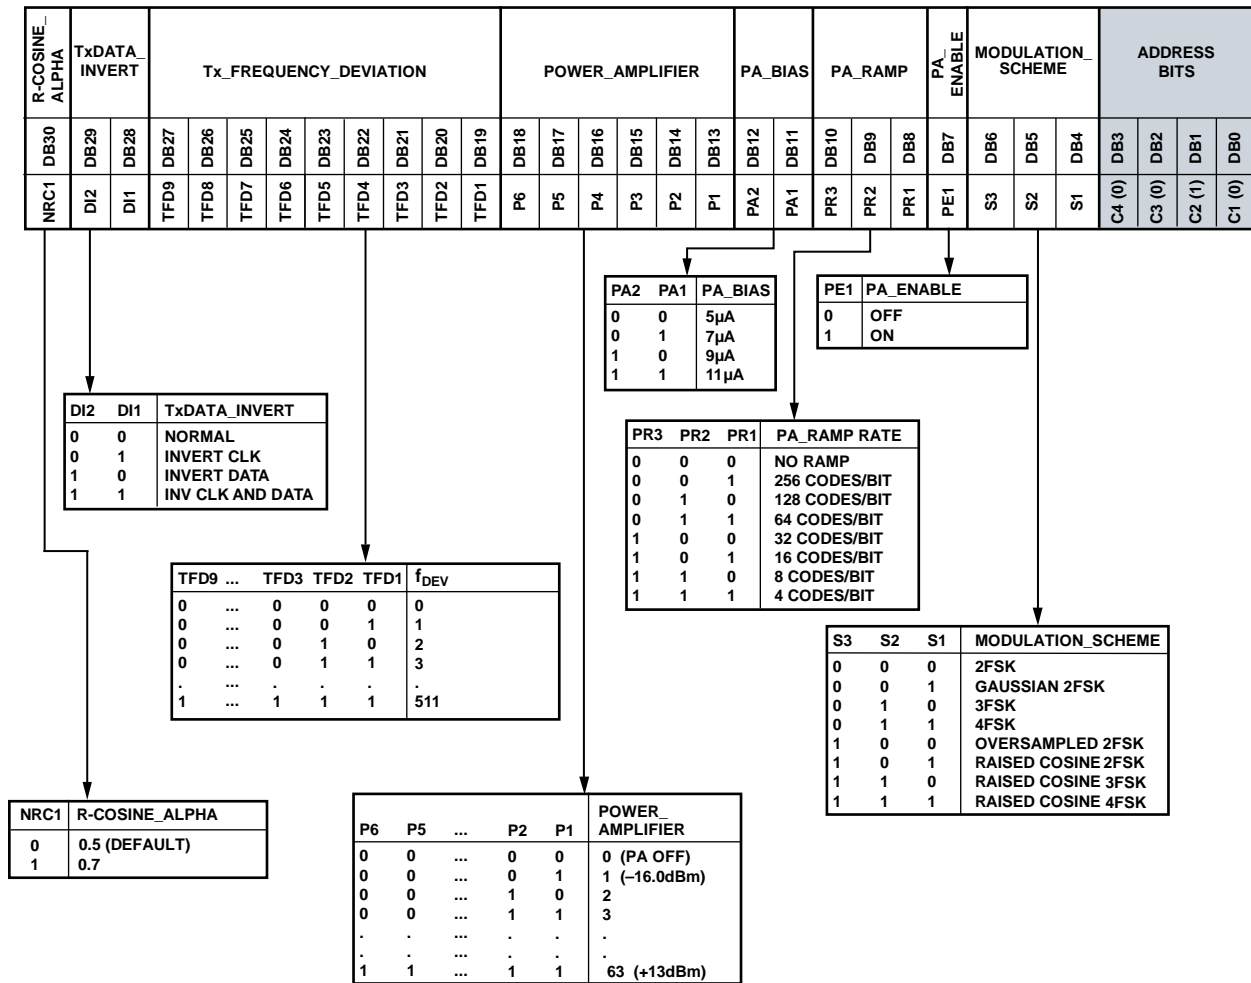 R-COSINE_
ALPHA
TxDATA_
INVERT
Tx_FREQUENCY_DEVIATION
POWER_AMPLIFIER
PA_BIAS
PA_RAMP
PA_
ENABLE
MODULATION_
SCHEME
ADDRESS
BITS
DB30 DB29 DB28 DB27 DB26 DB25 DB24 DB23 DB22 DB21 DB20 DB19 DB18 DB17 DB16 DB15 DB14 DB13 DB12 DB11 DB10 DB9 DB8 DB7 DB6 DB5 DB4 DB3 DB2 DB1 DB0
NRC1 DI2 DI1 TFD9 TFD8 TFD7 TFD6 TFD5 TFD4 TFD3 TFD2 TFD1 P6 P5 P4 P3 P2 P1 PA2 PA1 PR3 PR2 PR1 PE1 S3 S2 S1 C4 (0) C3 (0) C2 (1) C1 (0)
PA2 PA1 PA_BIAS
0 0 5µA
0 1 7µA
1 0 9µA
1 1 11µA
PE1 PA_ENABLE
0 OFF
1 ON
DI2 DI1 TxDATA_INVERT
0 0 NORMAL
0 1 INVERT CLK
1 0 INVERT DATA
1 1 INV CLK AND DATA
PR3 PR2 PR1 PA_RAMP RATE
0 0 0 NO RAMP
0 0 1 256 CODES/BIT
0 1 0 128 CODES/BIT
0 1 1 64 CODES/BIT
1 0 0 32 CODES/BIT
1 0 1 16 CODES/BIT
1 1 0 8 CODES/BIT
1 1 1 4 CODES/BIT
TFD9 ... TFD3 TFD2 TFD1 fDEV
0 ... 0 0 0 0
0 ... 0 0 1 1
0 ... 0 1 0 2
0 ... 0 1 1 3
. ... . . . .
1 ... 1 1 1 511
S3 S2 S1 MODULATION_SCHEME
0 0 0 2FSK
0 0 1 GAUSSIAN 2FSK
0 1 0 3FSK
0 1 1 4FSK
1 0 0 OVERSAMPLED 2FSK
1 0 1 RAISED COSINE 2FSK
1 1 0 RAISED COSINE 3FSK
1 1 1 RAISED COSINE 4FSK
NRC1 R-COSINE_ALPHA
0 0.5 (DEFAULT)
1 0.7
P6 P5 ... P2 P1 POWER_
AMPLIFIER
0 0 ... 0 0 0 (PA OFF)
0 0 ... 0 1 1 (–16.0dBm)
0 0 ... 1 0 2
0 0 ... 1 1 3
. . ... . . .
. . ... . . .
1 1 ... 1 1 63 (+13dBm)